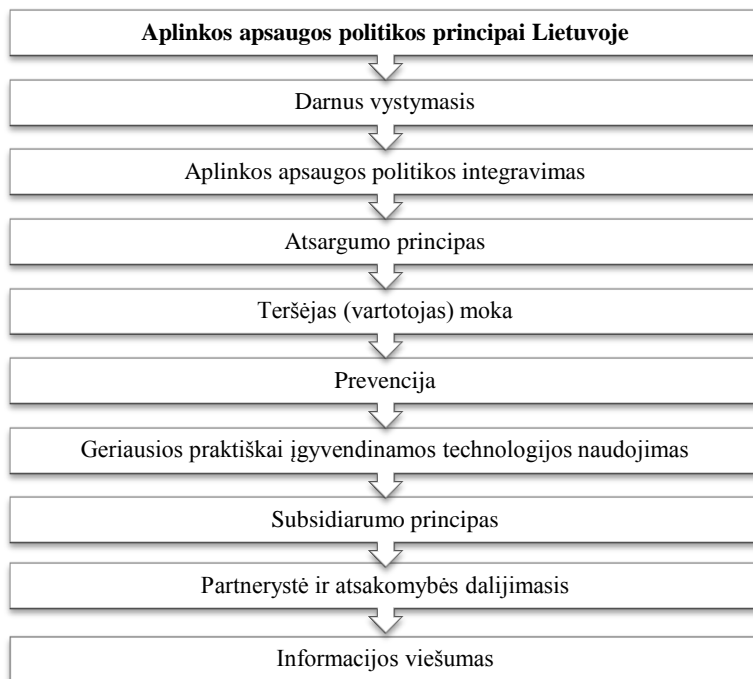 Aplinkos apsaugos politikos principai Lietuvoje
Darnus vystymasis
Aplinkos apsaugos politikos integravimas
Atsargumo principas
Teršėjas (vartotojas) moka
Prevencija
Geriausios praktiškai įgyvendinamos technologijos naudojimas
Subsidiarumo principas
Partnerystė ir atsakomybės dalijimasis
Informacijos viešumas